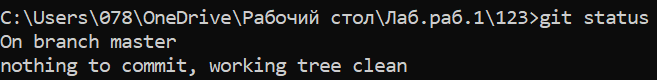 C:\Users\078\OneDrive\Рабочий стол\Лаб.раб.1\123>git status
On branch master
nothing to commit, working tree clean